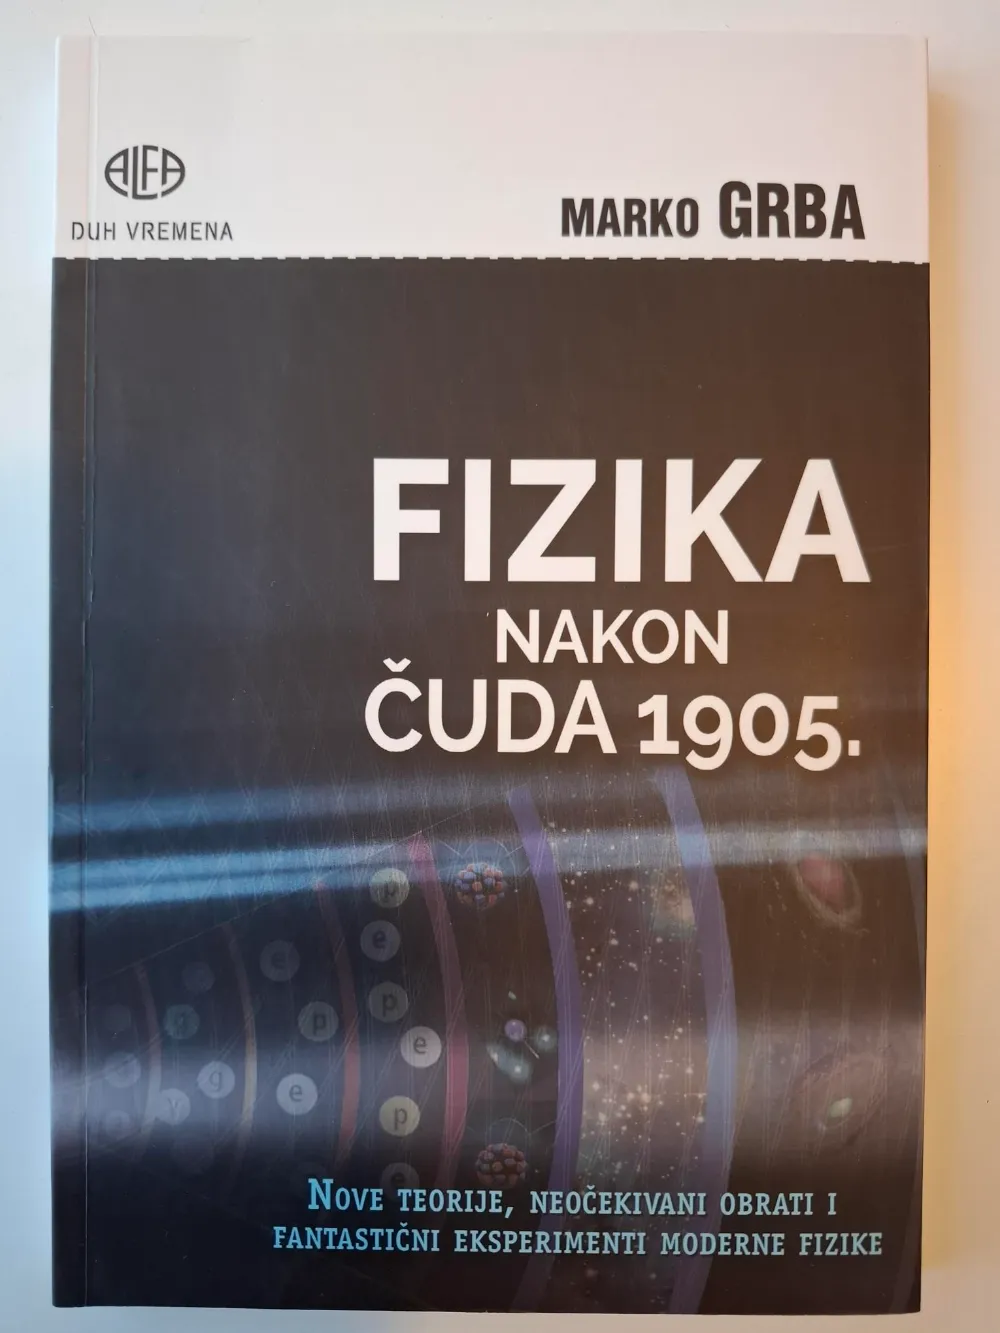 ALFA
DUH VREMENA
MARKO GRBA
FIZIKA
NAKON
ČUDA 1905.
p
e
p
p
e
g
e
v
p
e
NOVE TEORIJE, NEOČEKIVANI OBRATI I
FANTASTIČNI EKSPERIMENTI MODERNE FIZIKE